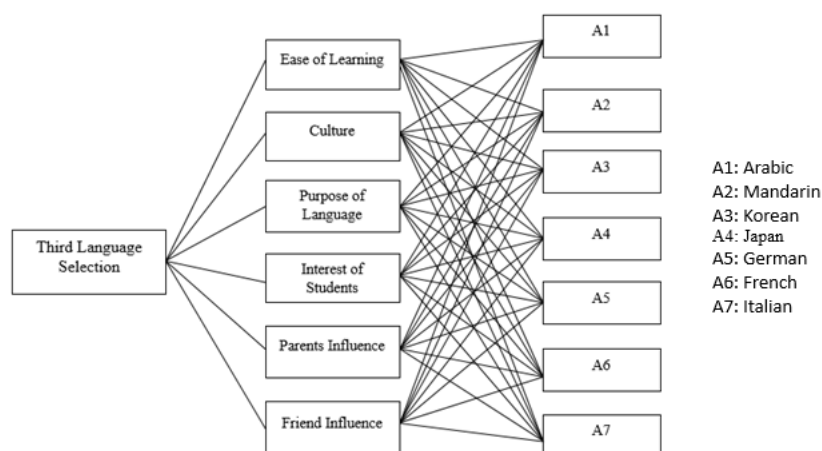 Third Language
Selection
Ease of Learning
Culture
Purpose of
Language
Interest of
Students
Parents Influence
Friend Influence
A1
A2
A3
A4
A5
A6
A7
A1: Arabic
A2: Mandarin
A3: Korean
A4: Japan
A5: German
A6: French
A7: Italian